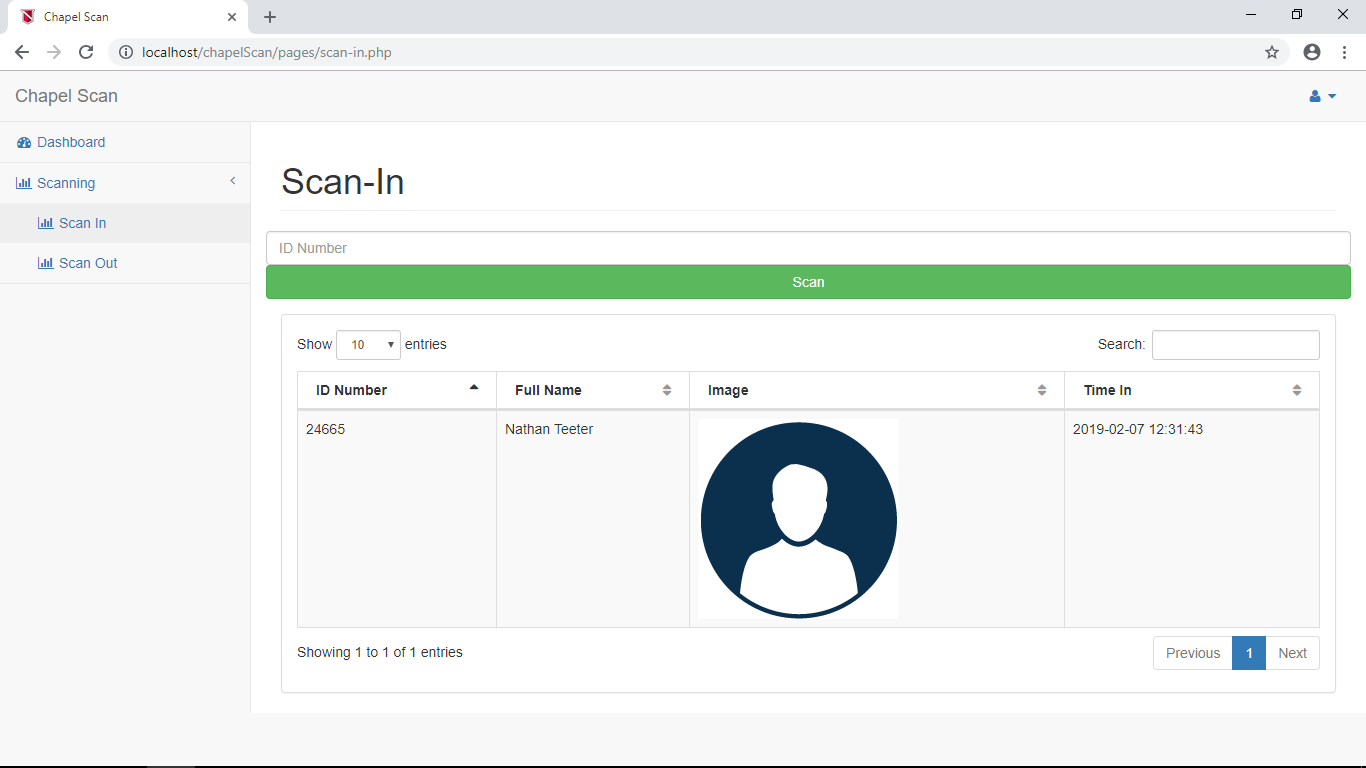 Chapel Scan
localhost/chapelScan/pages/scan-in.php
Chapel Scan
Dashboard
Scanning
Scan In
Scan Out
Scan-In
ID Number
Scan
Show 10 entries Search:
ID Number Full Name Image Time In
24665 Nathan Teeter 2019-02-07 12:31:43
Showing 1 to 1 of 1 entries Previous 1 Next